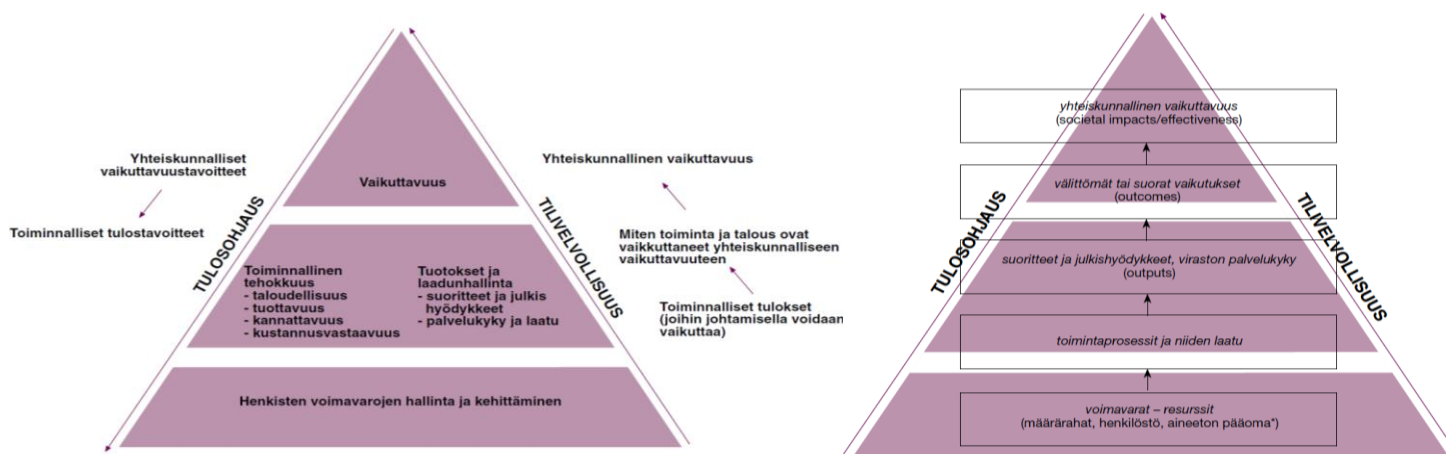 Yhteiskunnalliset
vaikuttavuustavoitteet
Toiminnalliset tulostavoitteet
TULOSOHJAUS
Vaikuttavuus
Toiminnallinen
tehokkuus
- taloudellisuus
- tuottavuus
- kannattavuus
- kustannusvastaavuus
Tuotokset ja
laadunhallinta
- suoritteet ja julkis
hyödykkeet
- palvelukyky ja laatu
Henkisten voimavarojen hallinta ja kehittäminen
TILIVELVOLLISUUS
Yhteiskunnallinen vaikuttavuus
Miten toiminta ja talous ovat
vaikkuttaneet yhteiskunnalliseen
vaikuttavuuteen
Toiminnalliset tulokset
(joihin johtamisella voidaan
vaikuttaa)
TULOSOHJAUS
yhteiskunnallinen vaikuttavuus
(societal impacts/effectiveness)
välittömät tai suorat vaikutukset
(outcomes)
suoritteet ja julkishyödykkeet, viraston palvelukyky
(outputs)
toimintaprosessit ja niiden laatu
voimavarat – resurssit
(määrärahat, henkilöstö, aineeton pääoma*)
TILIVELVOLLISUUS